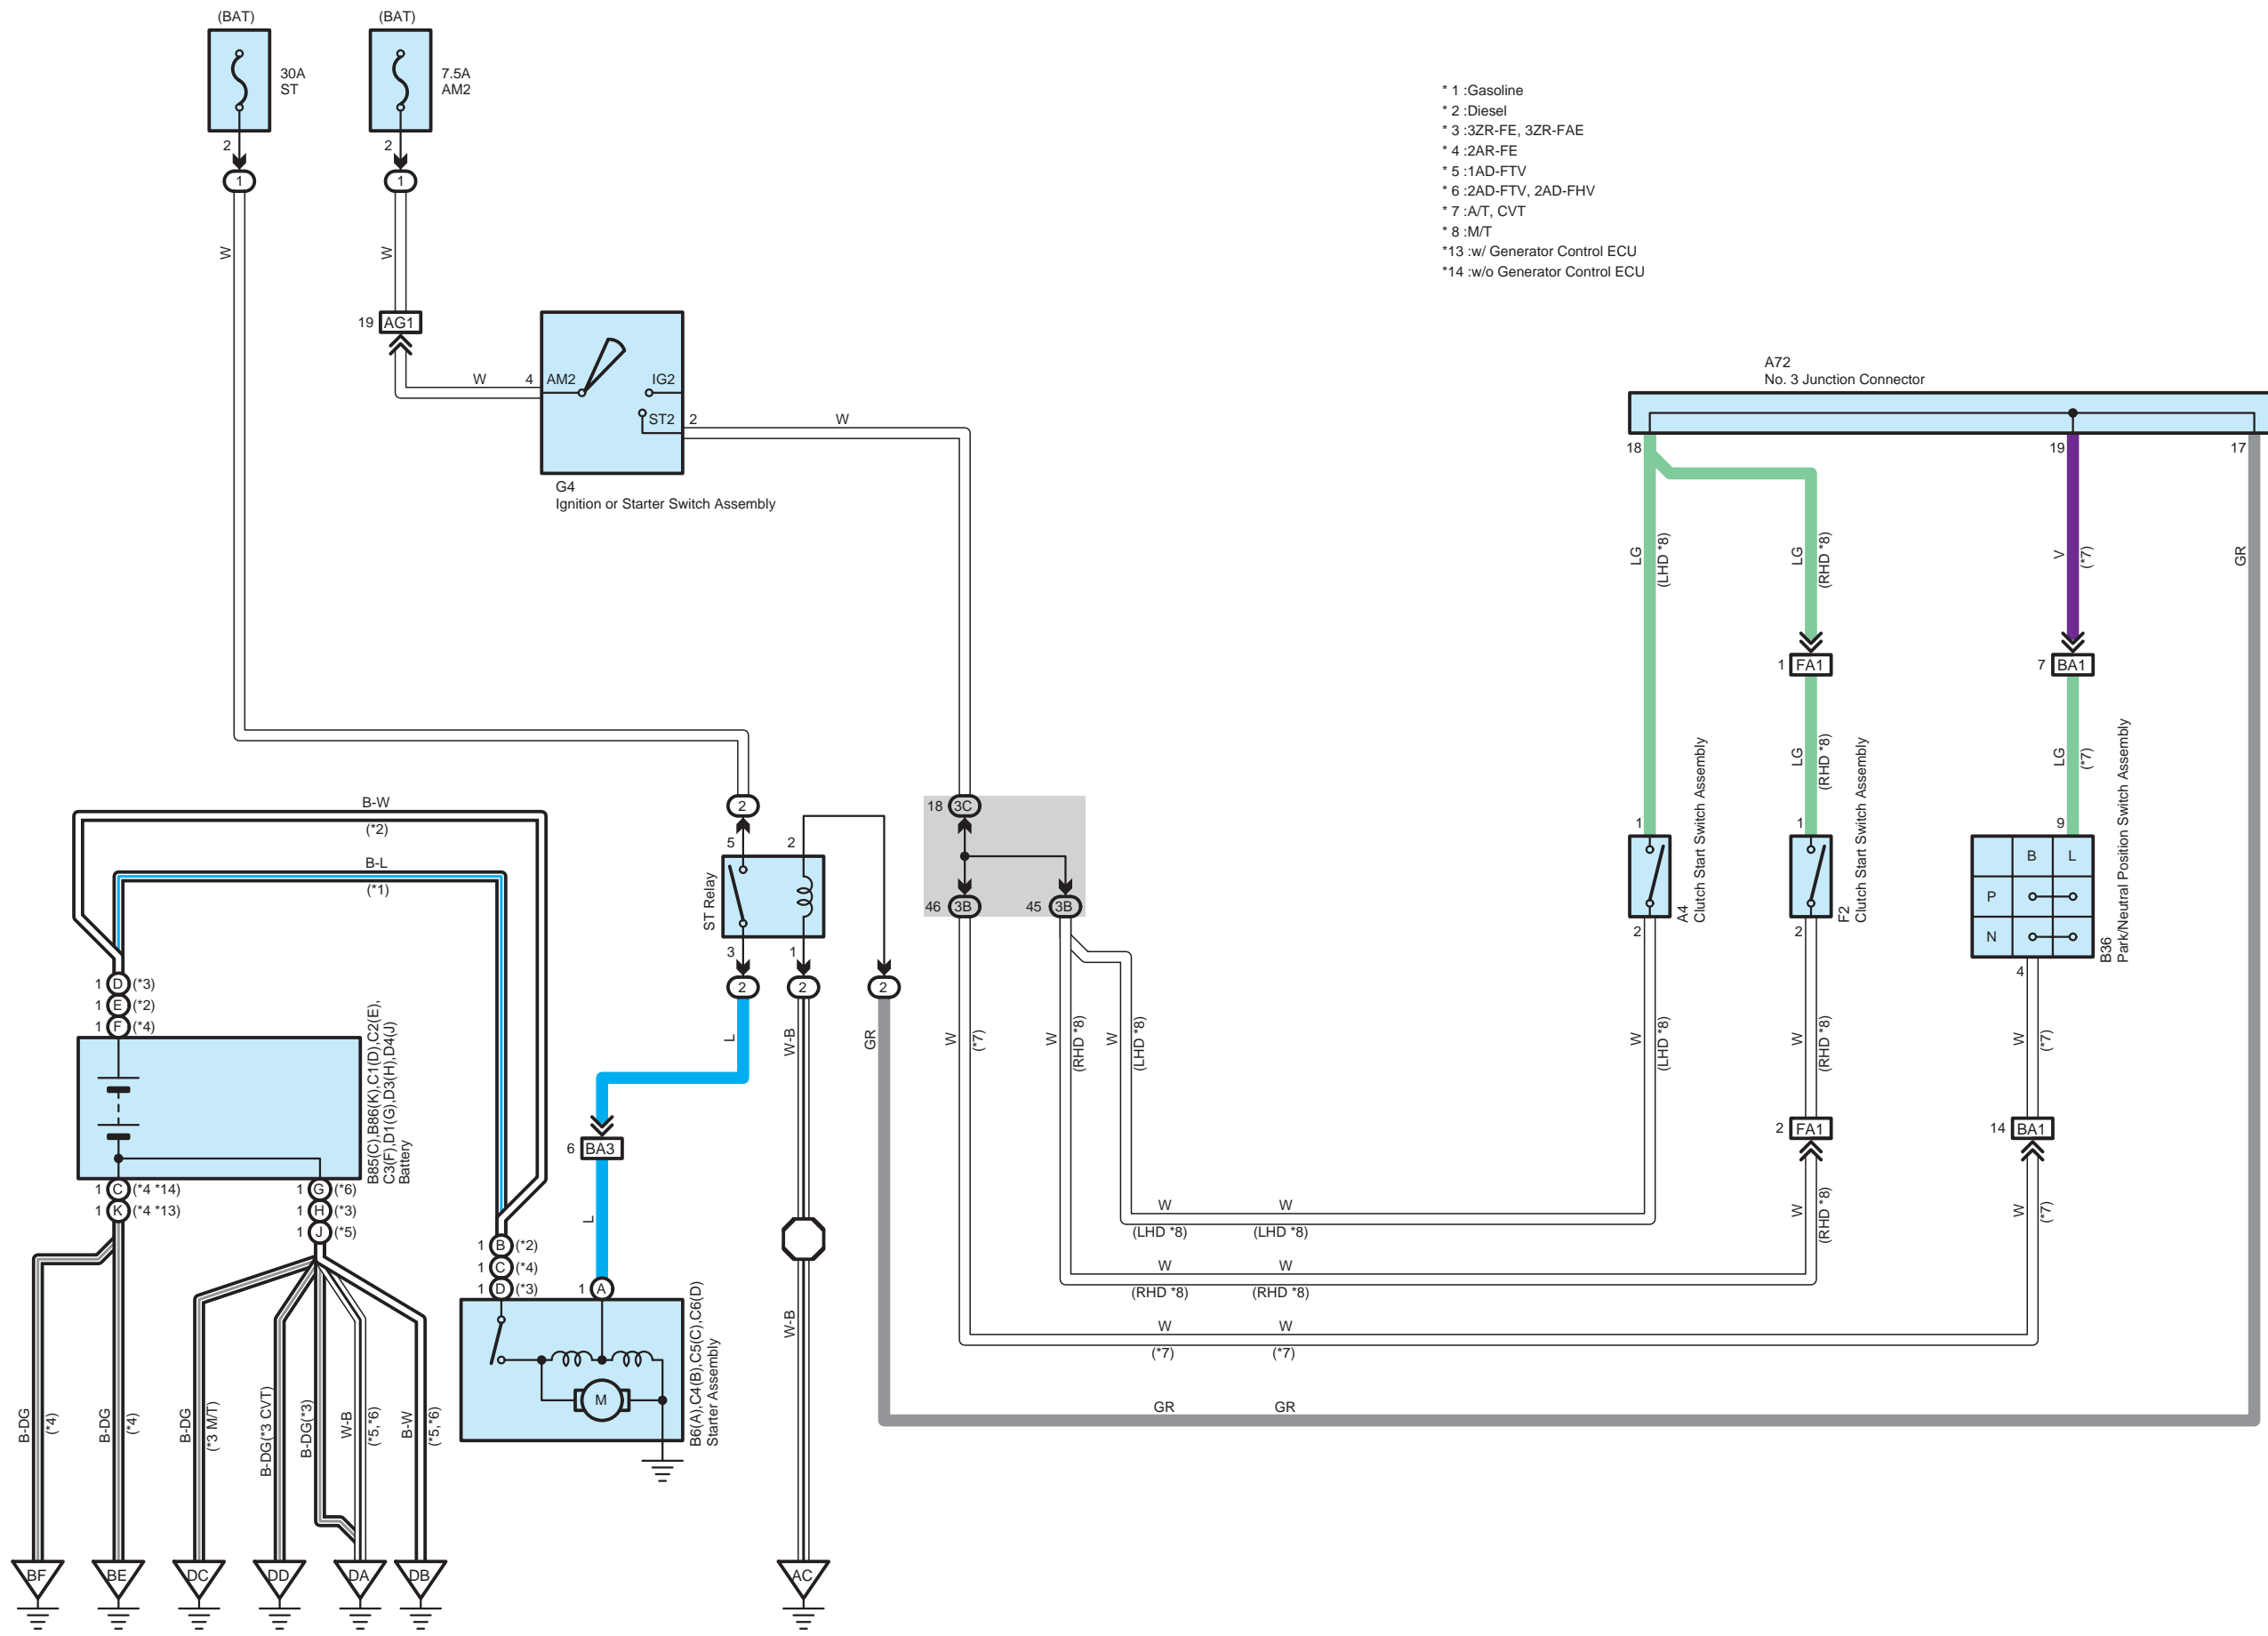 (BAT)
(BAT)
30A
ST
7.5A
AM2
2
2
1
1
* 1 :Gasoline
* 2 :Diesel
* 3 :3ZR-FE, 3ZR-FAE
* 4 :2AR-FE
* 5 :1AD-FTV
* 6 :2AD-FTV, 2AD-FHV
* 7 :A/T, CVT
* 8 :M/T
*13 :w/ Generator Control ECU
*14 :w/o Generator Control ECU
W
W
19 AG1
W
4
AM2
IG2
ST2
2
W
G4
Ignition or Starter Switch Assembly
A72
No. 3 Junction Connector
18
19
17
LG
(LHD *8)
LG
(RHD *8)
V
(*7)
GR
1 FA1
7 BA1
LG
(RHD *8)
LG
(*7)
B-W
(*2)
B-L
(*1)
2
5
2
ST Relay
3
1
2
2
2
18 3C
46 3B
45 3B
1
A4
Clutch Start Switch Assembly
2
1
F2
Clutch Start Switch Assembly
2
9
B
L
P
N
B36
Park/Neutral Position Switch Assembly
4
1 D (*3)
1 E (*2)
1 F (*4)
B85(C),B86(K),C1(D),C2(E),
C3(F),D1(G),D3(H),D4(J)
Battery
1 C (*4 *14)
1 K (*4 *13)
1 G (*6)
1 H (*3)
1 J (*5)
L
W-B
GR
W
(*7)
W
(RHD *8)
W
(LHD *8)
W
(LHD *8)
W
(RHD *8)
W
(*7)
6 BA3
2 FA1
14 BA1
L
1 B (*2)
1 C (*4)
1 D (*3)
1 A
M
B6(A),C4(B),C5(C),C6(D)
Starter Assembly
W-B
W
W
(LHD *8)
(LHD *8)
W
(RHD *8)
W
(*7)
W
W
(RHD *8)
(RHD *8)
W
W
(*7)
(*7)
GR
GR
B-DG
(*4)
B-DG
(*4)
B-DG
(*3 M/T)
B-DG(*3 CVT)
B-DG(*3)
W-B
(*5,*6)
B-W
(*5,*6)
BF
BE
DC
DD
DA
DB
AC